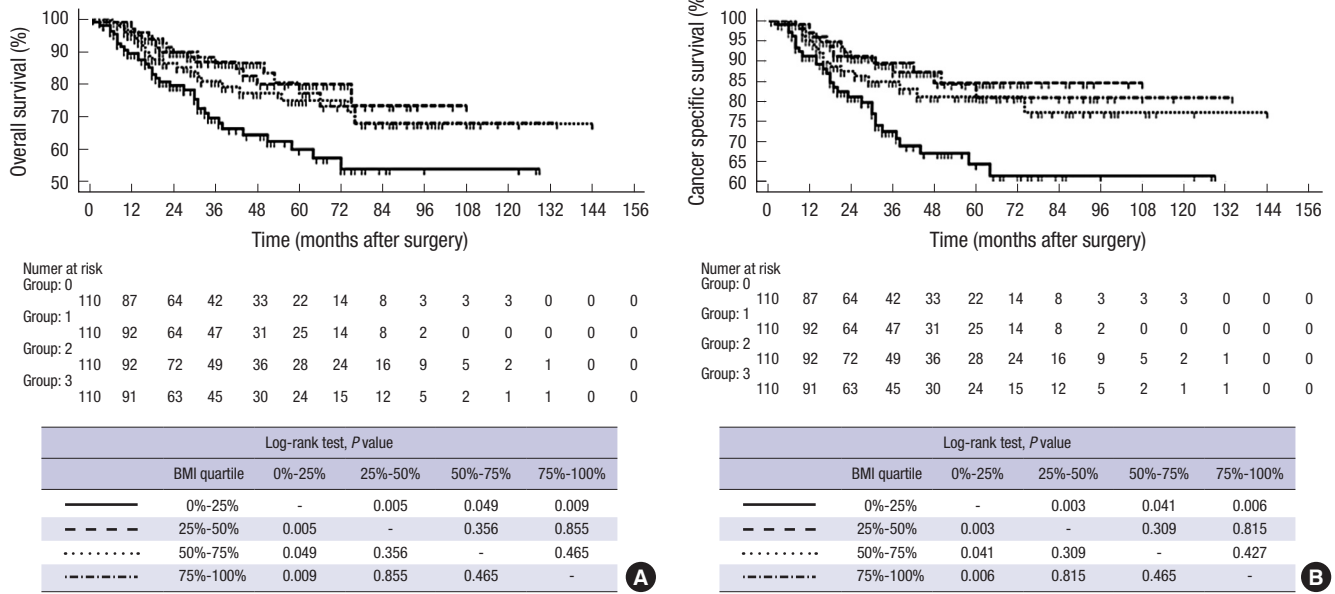 Overall survival (%)
100
90
80
70
60
50
0 12 24 36 48 60 72 84 96 108 120 132 144 156
Time (months after surgery)
Numer at risk
Group: 0
110 87 64 42 33 22 14 8 3 3 3 0 0 0
Group: 1
110 92 64 47 31 25 14 8 2 0 0 0 0 0
Group: 2
110 92 72 49 36 28 24 16 9 5 2 1 0 0
Group: 3
110 91 63 45 30 24 15 12 5 2 1 1 0 0
Log-rank test, P value
BMI quartile 0%-25% 25%-50% 50%-75% 75%-100%
0%-25% - 0.005 0.049 0.009
25%-50% 0.005 - 0.356 0.855
50%-75% 0.049 0.356 - 0.465
75%-100% 0.009 0.855 0.465 -
A
Cancer specific survival (%)
100
95
90
85
80
75
70
65
60
0 12 24 36 48 60 72 84 96 108 120 132 144 156
Time (months after surgery)
Numer at risk
Group: 0
110 87 64 42 33 22 14 8 3 3 3 0 0 0
Group: 1
110 92 64 47 31 25 14 8 2 0 0 0 0 0
Group: 2
110 92 72 49 36 28 24 16 9 5 2 1 0 0
Group: 3
110 91 63 45 30 24 15 12 5 2 1 1 0 0
Log-rank test, P value
BMI quartile 0%-25% 25%-50% 50%-75% 75%-100%
0%-25% - 0.003 0.041 0.006
25%-50% 0.003 - 0.309 0.815
50%-75% 0.041 0.309 - 0.427
75%-100% 0.006 0.815 0.465 -
B